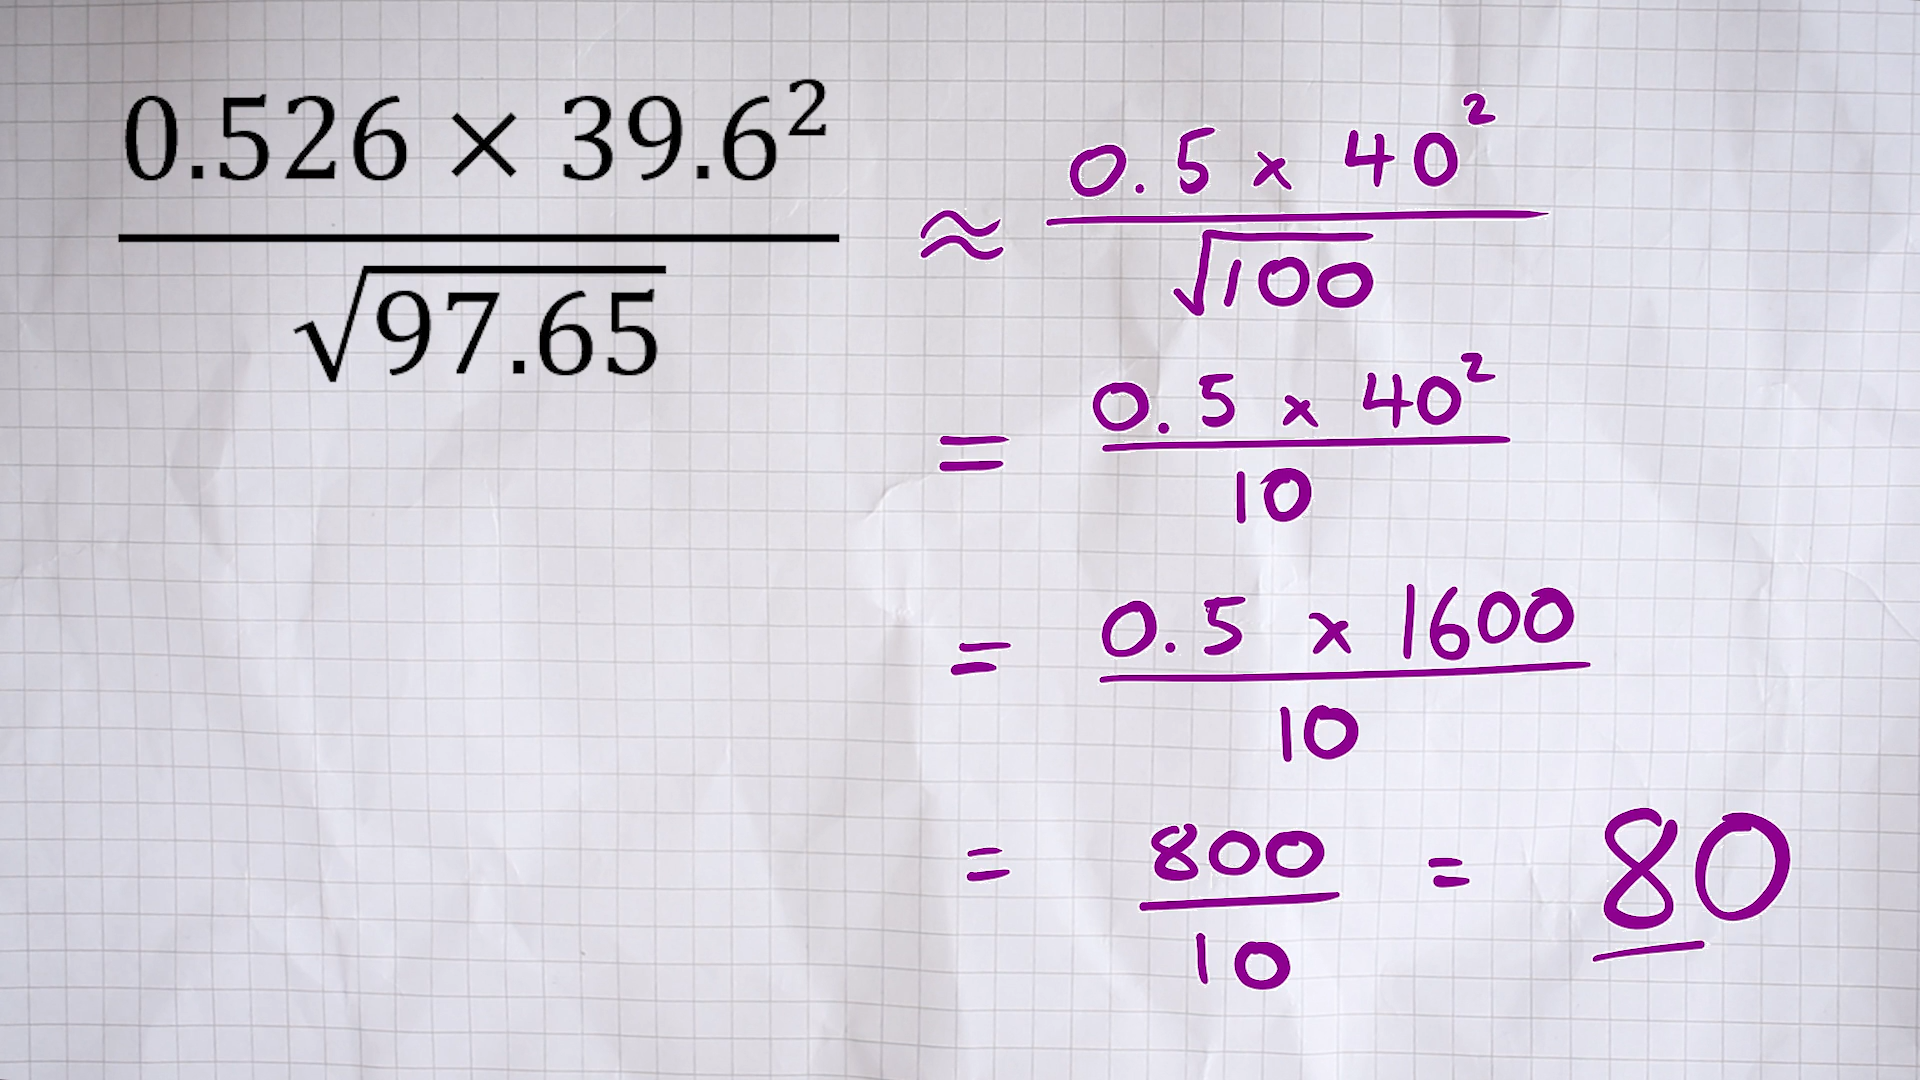 0.526 × 39.6²
√97.65
≈ 0.5 × 40²
√100
= 0.5 × 40²
10
= 0.5 × 1600
10
= 800 = 80
10